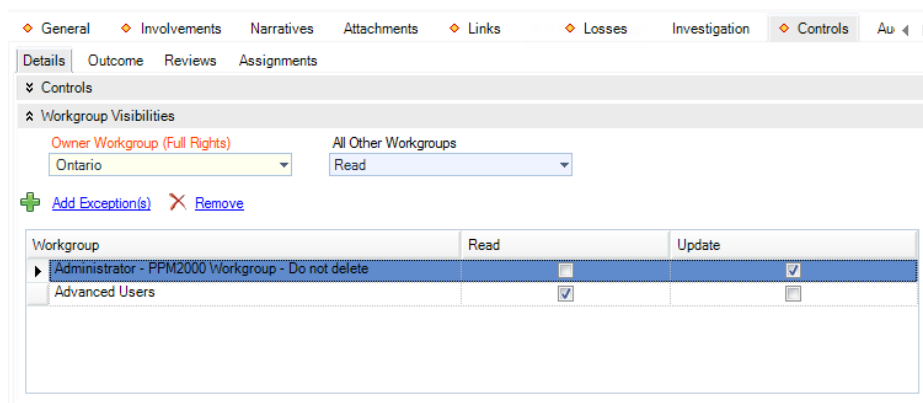 General Involvements Narratives Attachments Links Losses Investigation Controls Au
Details Outcome Reviews Assignments
Controls
Workgroup Visibilities
Owner Workgroup (Full Rights) All Other Workgroups
Ontario Read
Add Exception(s) Remove
Workgroup Read Update
Administrator - PPM2000 Workgroup - Do not delete
Advanced Users